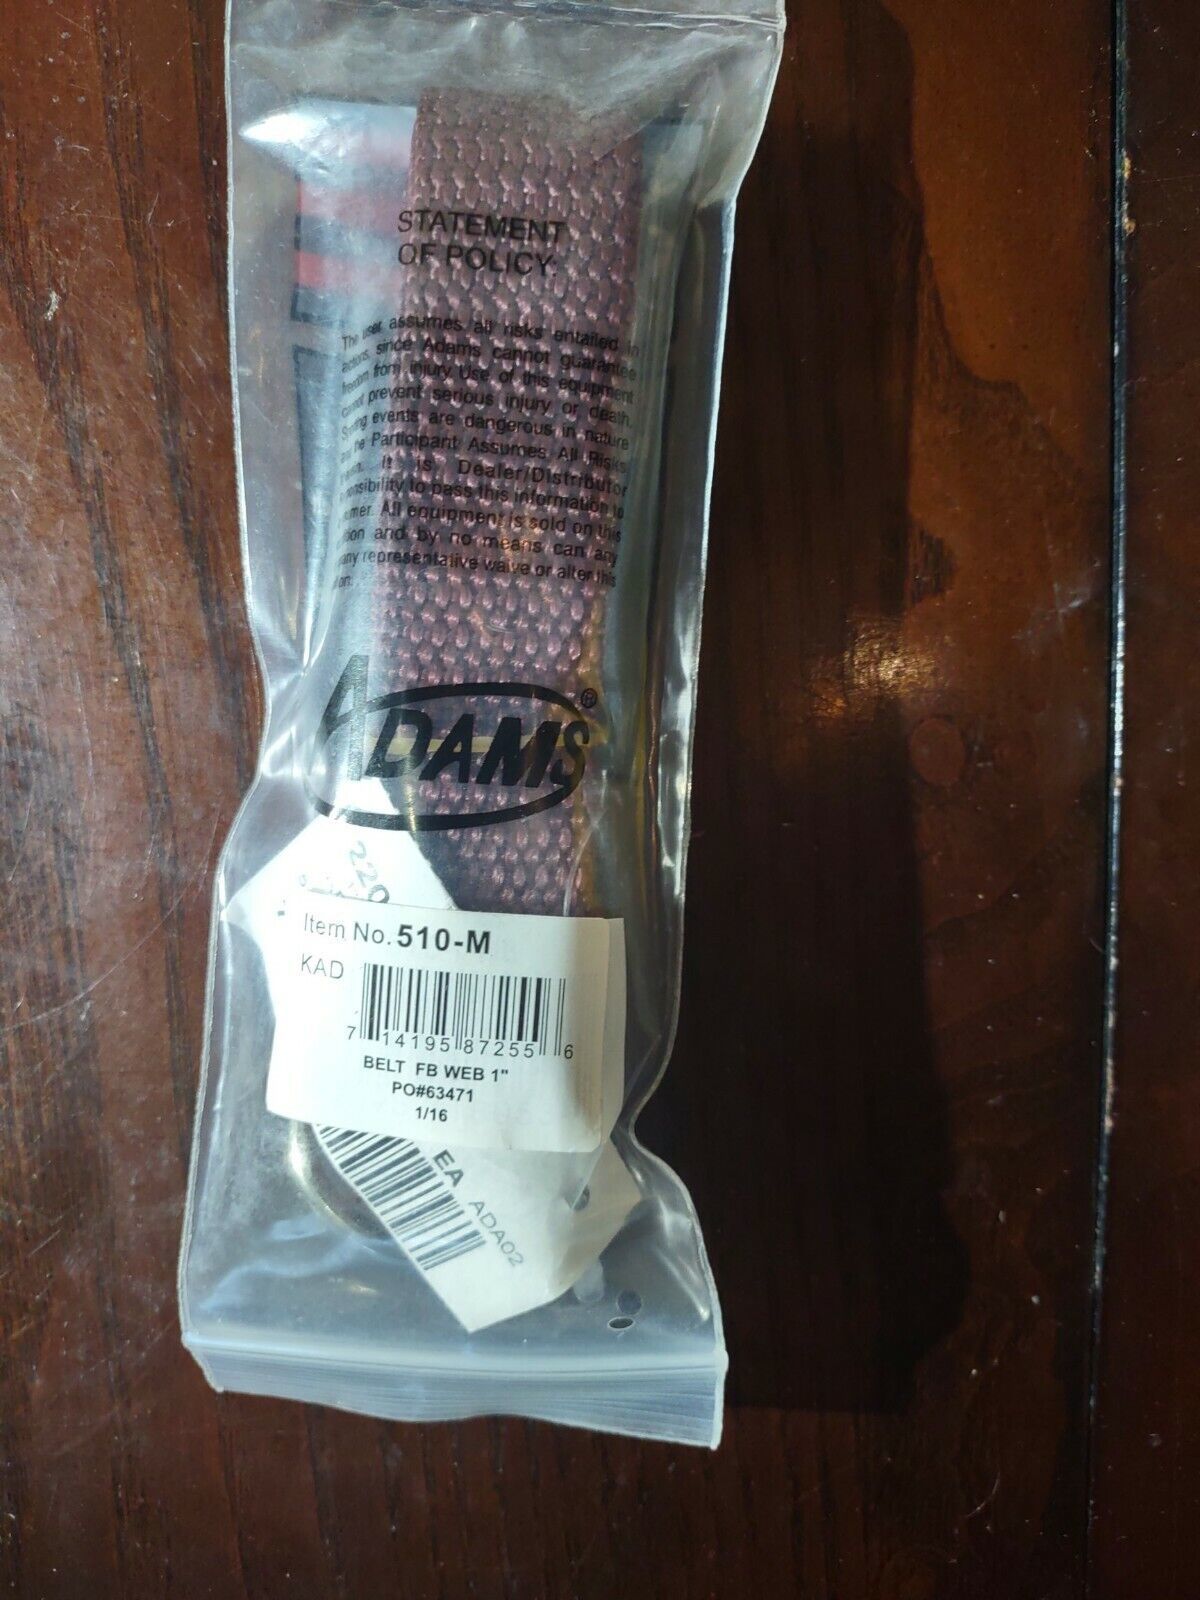 STATEMENT
OF POLICY:
The user assumes all risks entailed in
actions, since Adams cannot guarantee
freedom from injury. Use of this equipment
cannot prevent serious injury or death.
Sporting events are dangerous in nature
the Participant Assumes All Risks
It is Dealer/Distributor
to pass this information to
All equipment is sold on this
and by no means can any
any representative waive or alter this
ADAMS®
220
Item No. 510-M
KAD
7 14195 87255 6
BELT FB WEB 1"
PO#63471
1/16
EA ADA02